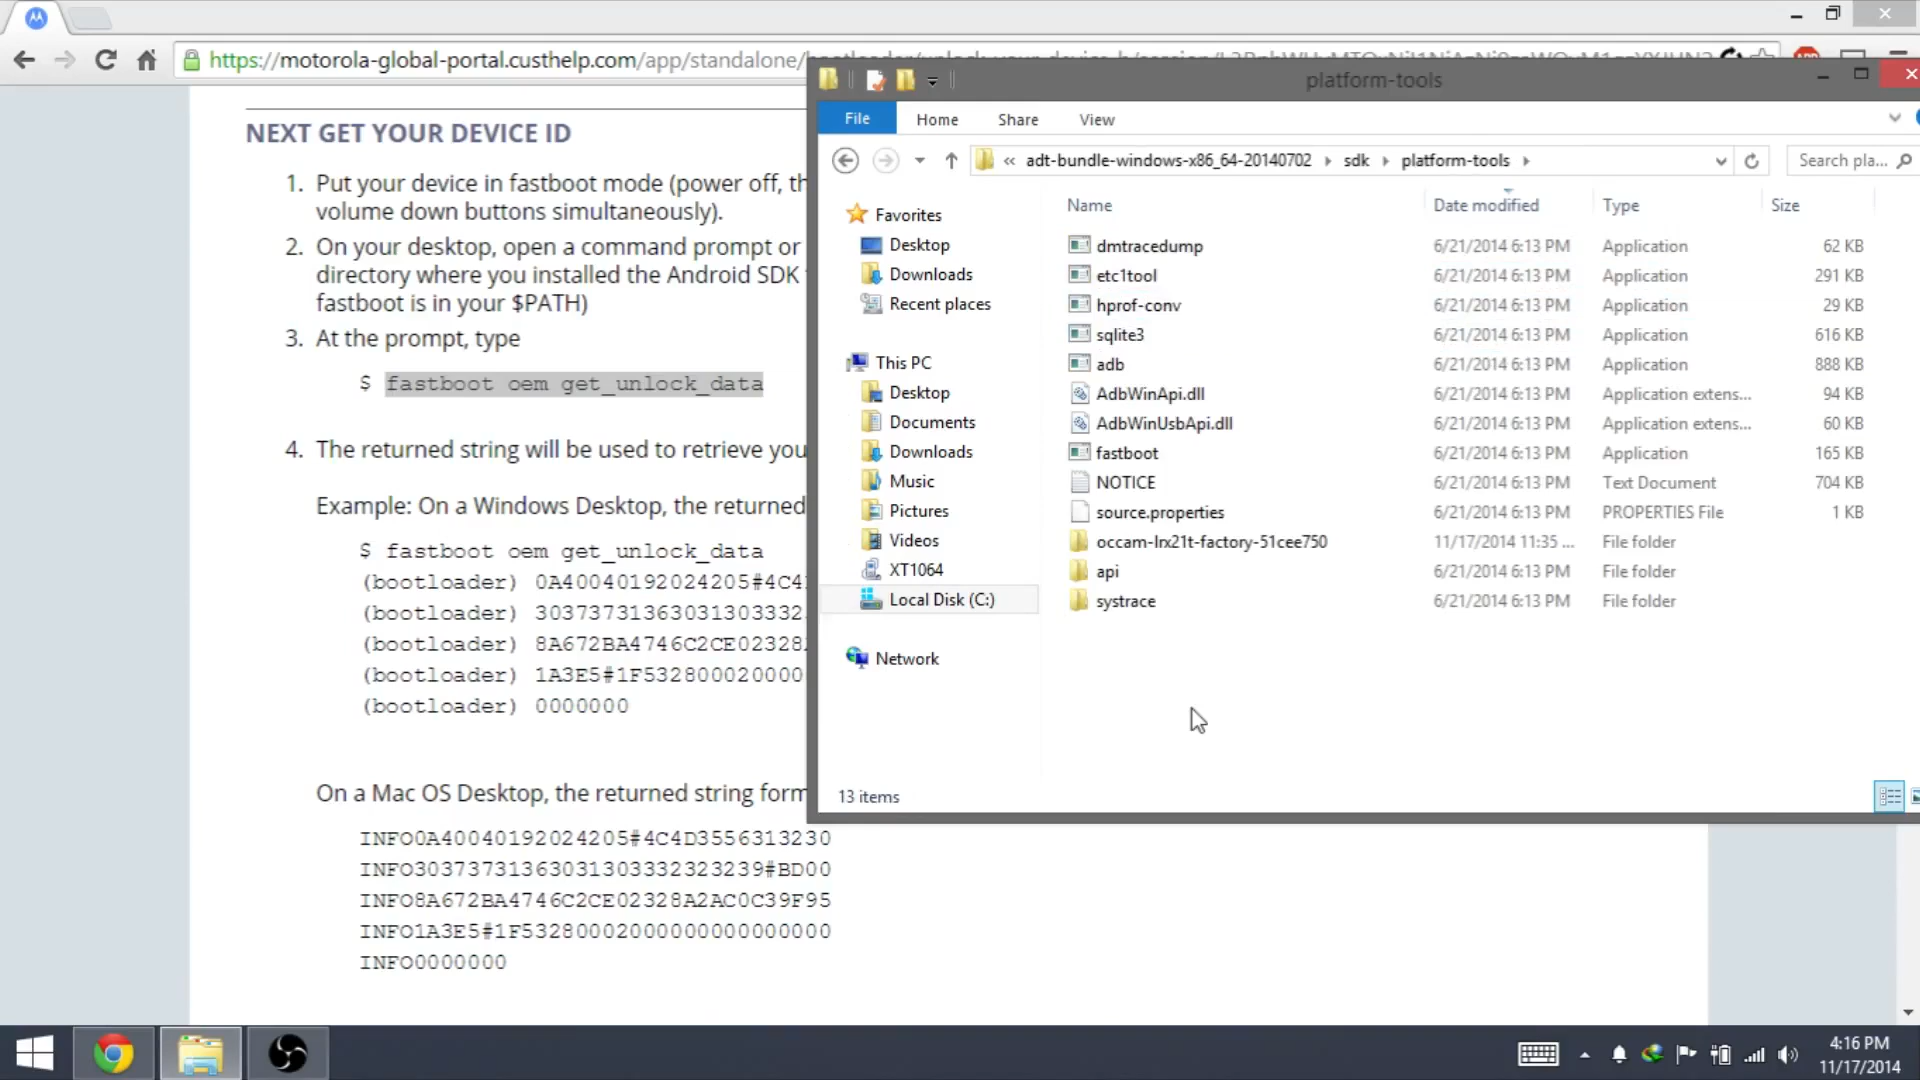 https://motorola-global-portal.custhelp.com/app/standalone/
NEXT GET YOUR DEVICE ID
1. Put your device in fastboot mode (power off, th
volume down buttons simultaneously).
2. On your desktop, open a command prompt or
directory where you installed the Android SDK
fastboot is in your $PATH)
3. At the prompt, type
$ fastboot oem get_unlock_data
4. The returned string will be used to retrieve you
Example: On a Windows Desktop, the returned
$ fastboot oem get_unlock_data
(bootloader) 0A40040192024205#4C4
(bootloader) 30373731363031303332
(bootloader) 8A672BA4746C2CE02328
(bootloader) 1A3E5#1F532800020000
(bootloader) 0000000
On a Mac OS Desktop, the returned string form
INFO0A40040192024205#4C4D3556313230
INFO30373731363031303332323239#BD00
INFO8A672BA4746C2CE02328A2AC0C39F95
INFO1A3E5#1F5328000200000000000000
INFO0000000
platform-tools
File Home Share View
« adt-bundle-windows-x86_64-20140702 sdk platform-tools
Search pla...
Favorites
Desktop
Downloads
Recent places
This PC
Desktop
Documents
Downloads
Music
Pictures
Videos
XT1064
Local Disk (C:)
Network
Name Date modified Type Size
dmtracedump 6/21/2014 6:13 PM Application 62 KB
etc1tool 6/21/2014 6:13 PM Application 291 KB
hprof-conv 6/21/2014 6:13 PM Application 29 KB
sqlite3 6/21/2014 6:13 PM Application 616 KB
adb 6/21/2014 6:13 PM Application 888 KB
AdbWinApi.dll 6/21/2014 6:13 PM Application extens... 94 KB
AdbWinUsbApi.dll 6/21/2014 6:13 PM Application extens... 60 KB
fastboot 6/21/2014 6:13 PM Application 165 KB
NOTICE 6/21/2014 6:13 PM Text Document 704 KB
source.properties 6/21/2014 6:13 PM PROPERTIES File 1 KB
occam-lrx21t-factory-51cee750 11/17/2014 11:35 ... File folder
api 6/21/2014 6:13 PM File folder
systrace 6/21/2014 6:13 PM File folder
13 items
4:16 PM
11/17/2014